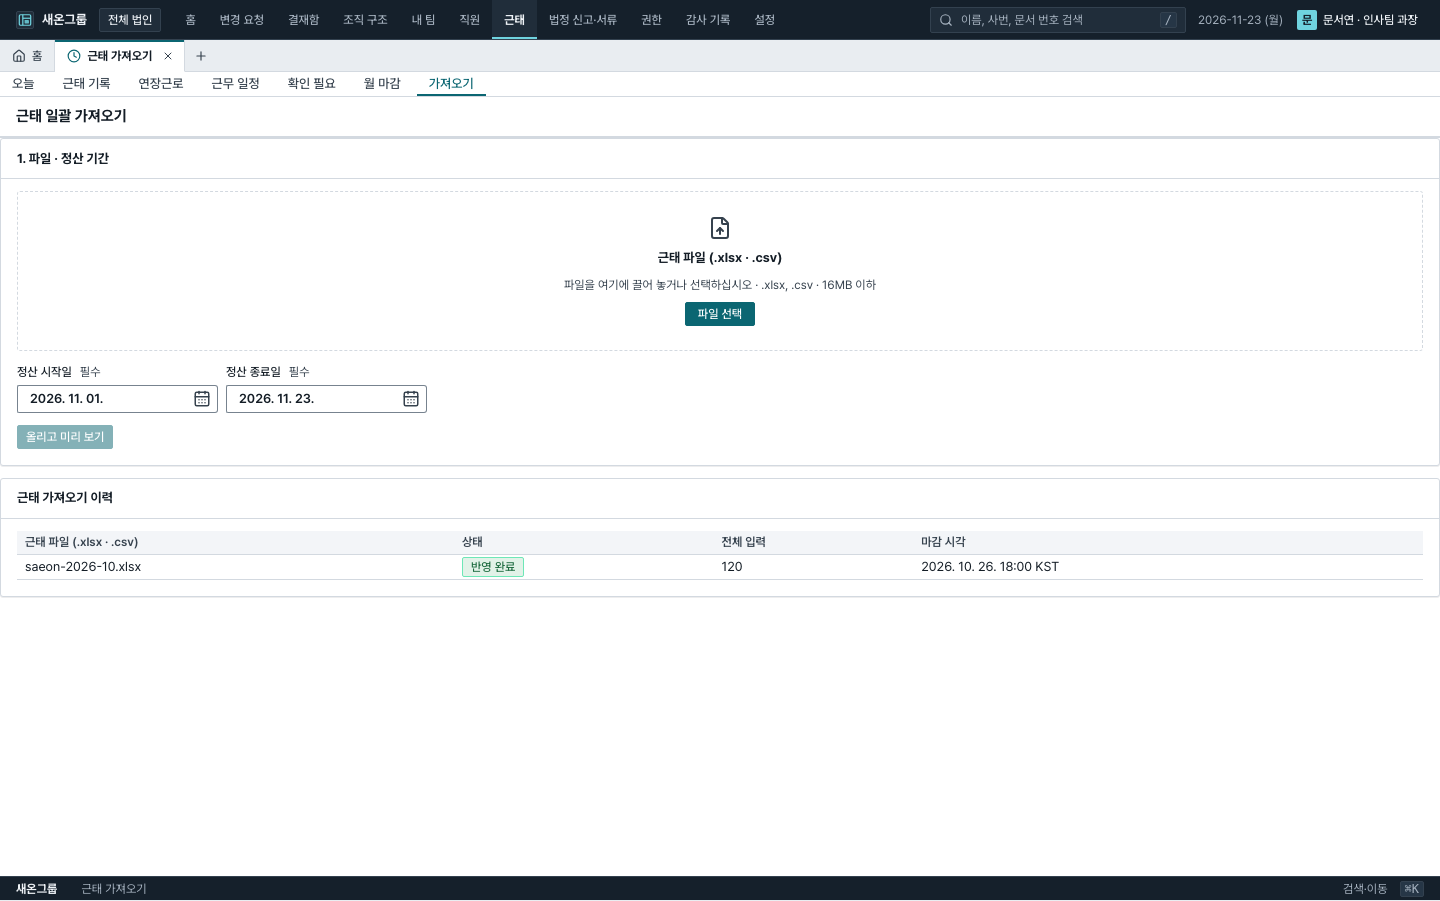 새온그룹 전체 법인 홈 변경 요청 결재함 조직 구조 내 팀 직원 근태 법정 신고·서류 권한 감사 기록 설정 이름, 사번, 문서 번호 검색 / 2026-11-23 (월) 문 문서연 · 인사팀 과장
홈 근태 가져오기
오늘 근태 기록 연장근로 근무 일정 확인 필요 월 마감 가져오기
근태 일괄 가져오기
1. 파일 · 정산 기간
근태 파일 (.xlsx · .csv)
파일을 여기에 끌어 놓거나 선택하십시오 · .xlsx, .csv · 16MB 이하
파일 선택
정산 시작일 필수 정산 종료일 필수
2026. 11. 01. 2026. 11. 23.
올리고 미리 보기
근태 가져오기 이력
근태 파일 (.xlsx · .csv) 상태 전체 입력 마감 시각
saeon-2026-10.xlsx 반영 완료 120 2026. 10. 26. 18:00 KST
새온그룹 근태 가져오기 검색·이동 ⌘K